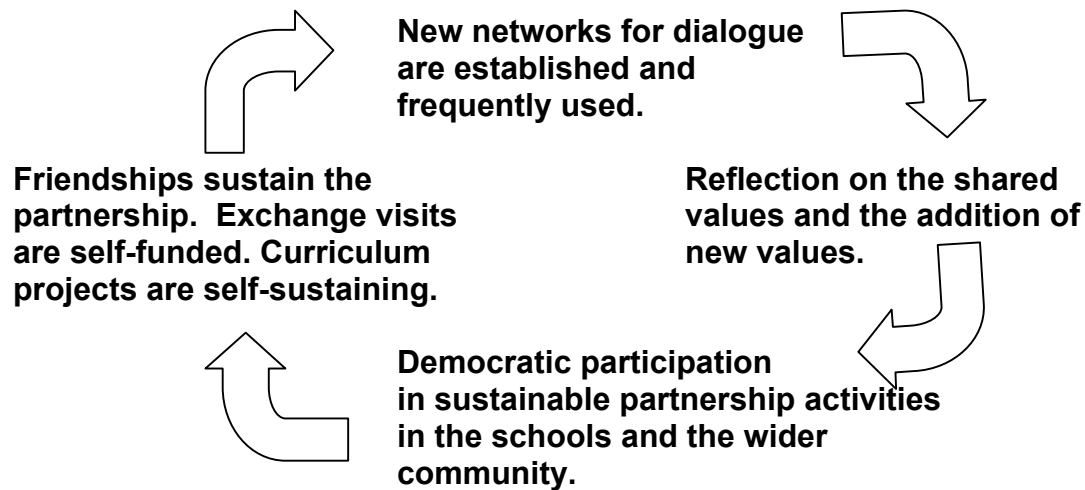 New networks for dialogue
are established and
frequently used.
Reflection on the shared
values and the addition of
new values.
Democratic participation
in sustainable partnership activities
in the schools and the wider
community.
Friendships sustain the
partnership.  Exchange visits
are self-funded. Curriculum
projects are self-sustaining.